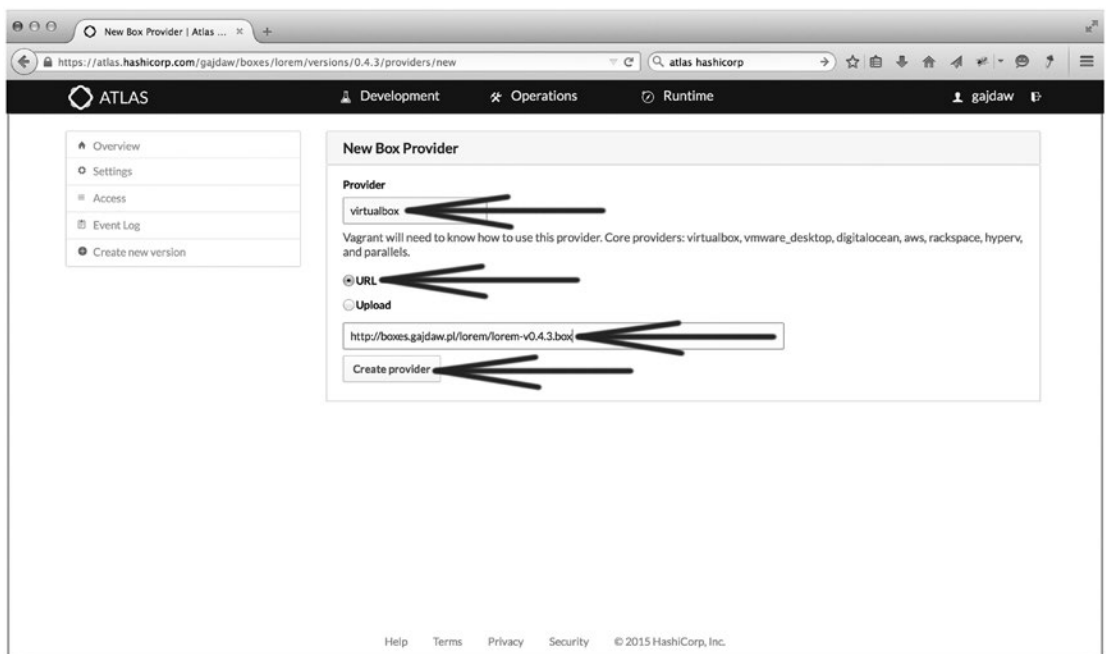 New Box Provider | Atlas ... × +
https://atlas.hashicorp.com/gajdaw/boxes/lorem/versions/0.4.3/providers/new
atlas hashicorp
ATLAS
Development
Operations
Runtime
gajdaw
Overview
Settings
Access
Event Log
Create new version
New Box Provider
Provider
virtualbox
Vagrant will need to know how to use this provider. Core providers: virtualbox, vmware_desktop, digitalocean, aws, rackspace, hyperv,
and parallels.
URL
Upload
http://boxes.gajdaw.pl/lorem/lorem-v0.4.3.box
Create provider
Help Terms Privacy Security © 2015 HashiCorp, Inc.